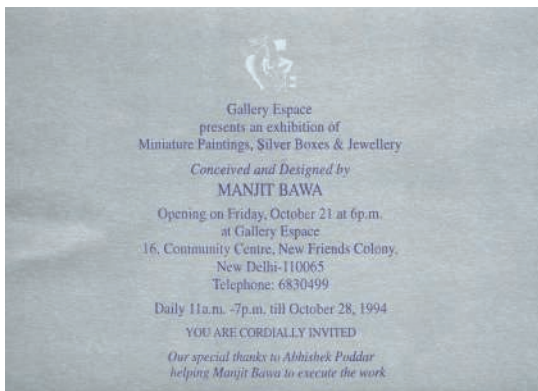 Gallery Espace
presents an exhibition of
Miniature Paintings, Silver Boxes & Jewellery
Conceived and Designed by
MANJIT BAWA
Opening on Friday, October 21 at 6p.m.
at Gallery Espace
16, Community Centre, New Friends Colony,
New Delhi-110065
Telephone: 6830499
Daily 11a.m. -7p.m. till October 28, 1994
YOU ARE CORDIALLY INVITED
Our special thanks to Abhishek Poddar
helping Manjit Bawa to execute the work